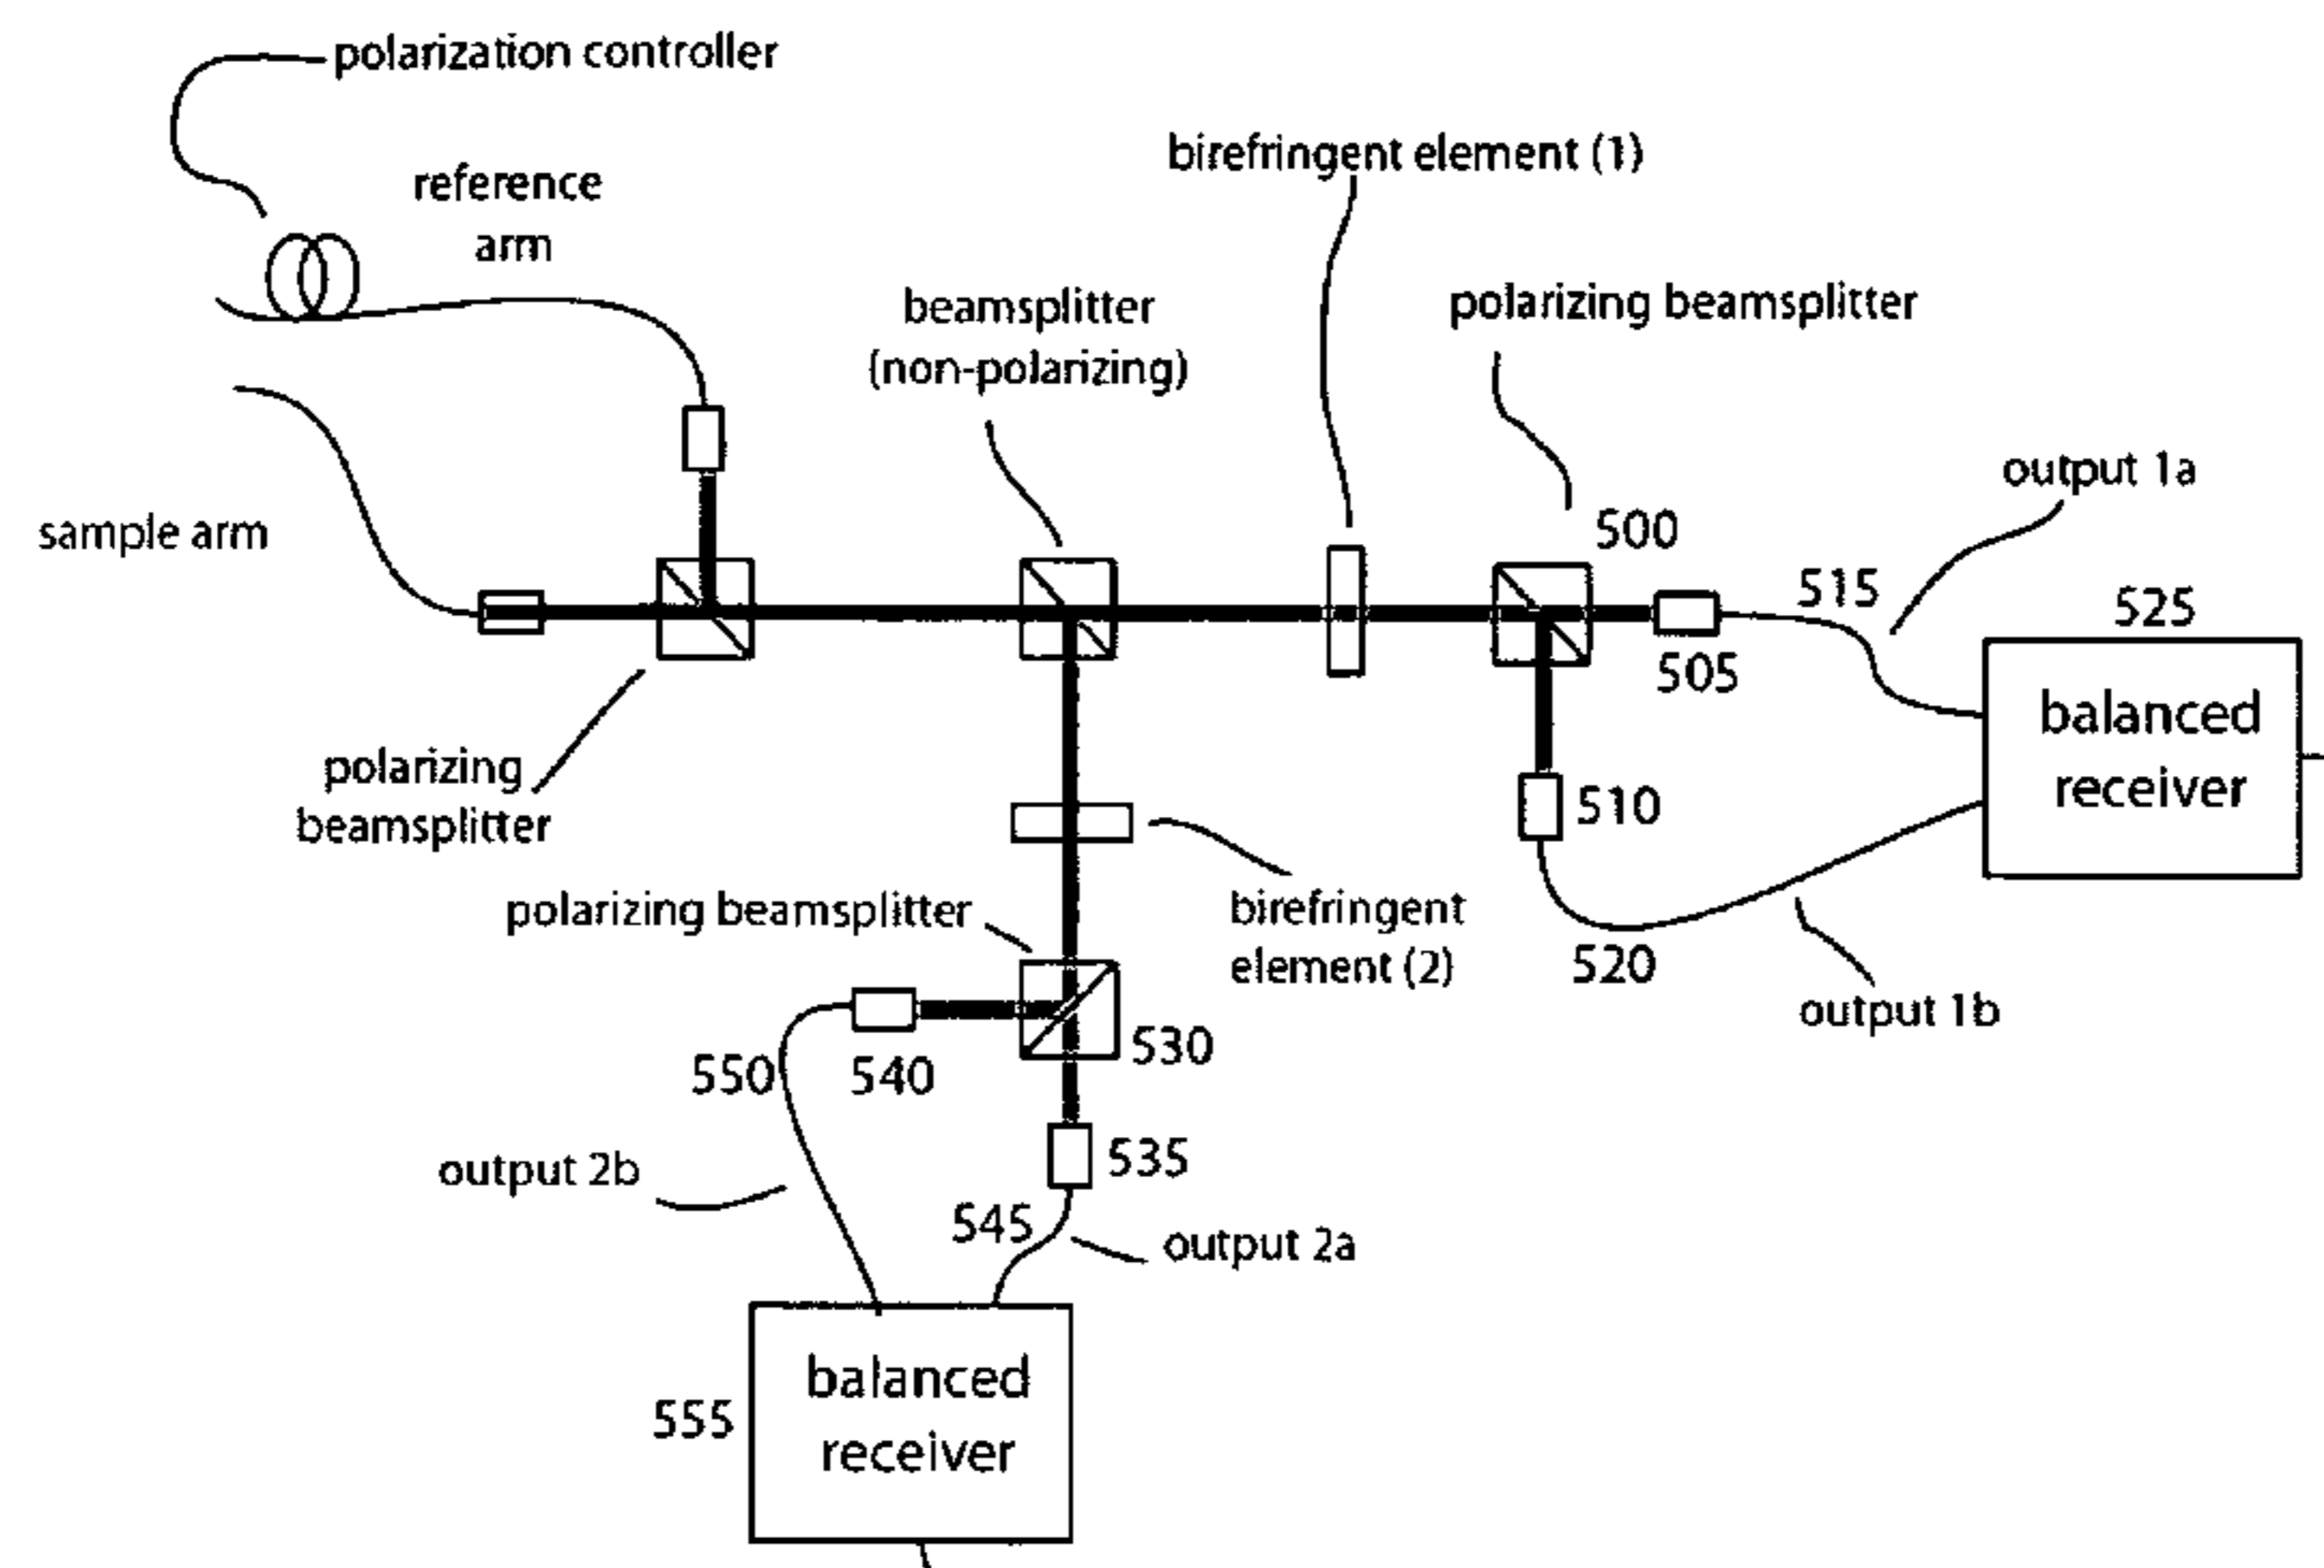 polarization controller
reference
arm
birefringent element (1)
beamsplitter
(non-polarizing)
polarizing beamsplitter
output 1a
sample arm
500
515
525
505
balanced
receiver
polarizing
beamsplitter
510
polarizing beamsplitter
birefringent
element (2)
520
output 1b
530
550
540
535
output 2b
545
output 2a
balanced
receiver
555